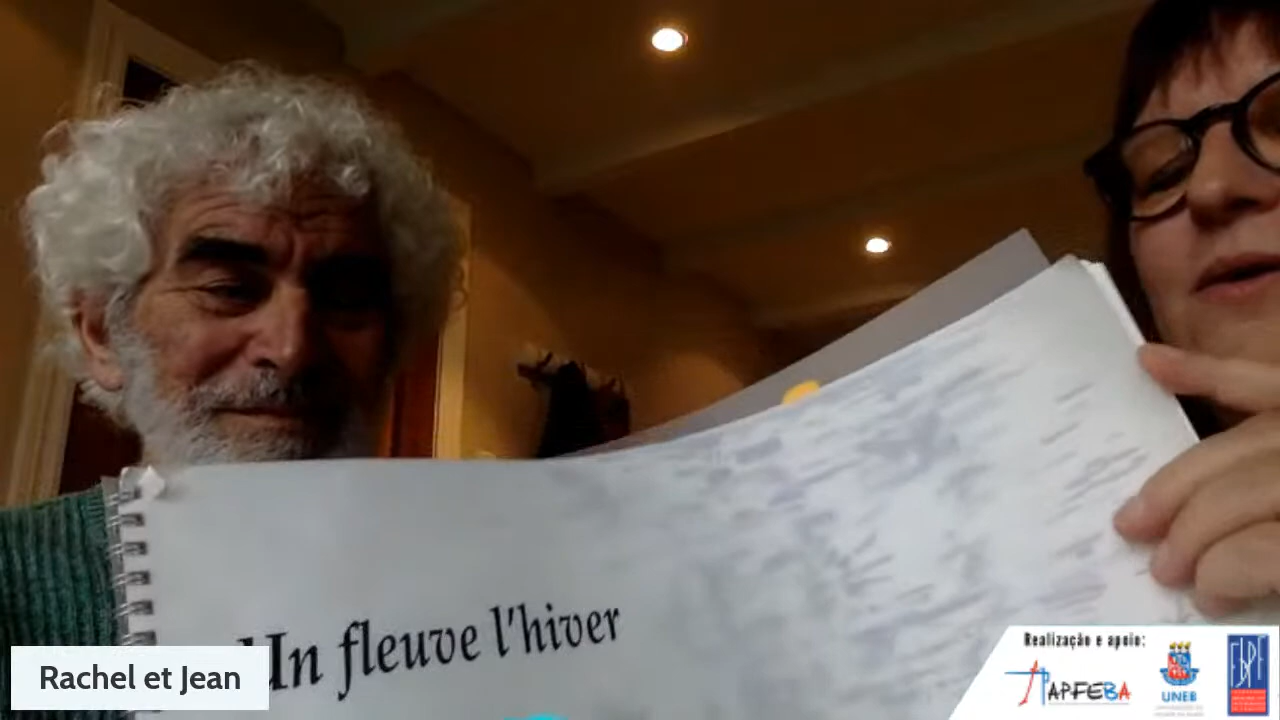 Un fleuve l'hiver
Rachel et Jean
Realização e apoio:
APFEBA
UNEB